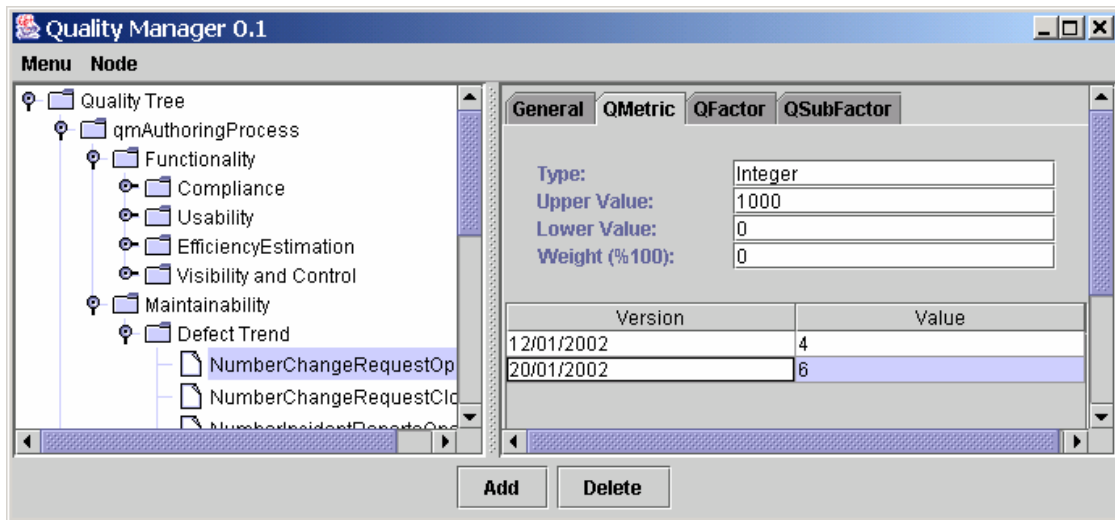 Quality Manager 0.1
Menu Node
Quality Tree
qmAuthoringProcess
Functionality
Compliance
Usability
EfficiencyEstimation
Visibility and Control
Maintainability
Defect Trend
NumberChangeRequestOp
NumberChangeRequestClo
NumberIncidentReportsOpe
General QMetric QFactor QSubFactor
Type: Integer
Upper Value: 1000
Lower Value: 0
Weight (%100): 0
Version Value
12/01/2002 4
20/01/2002 6
Add Delete